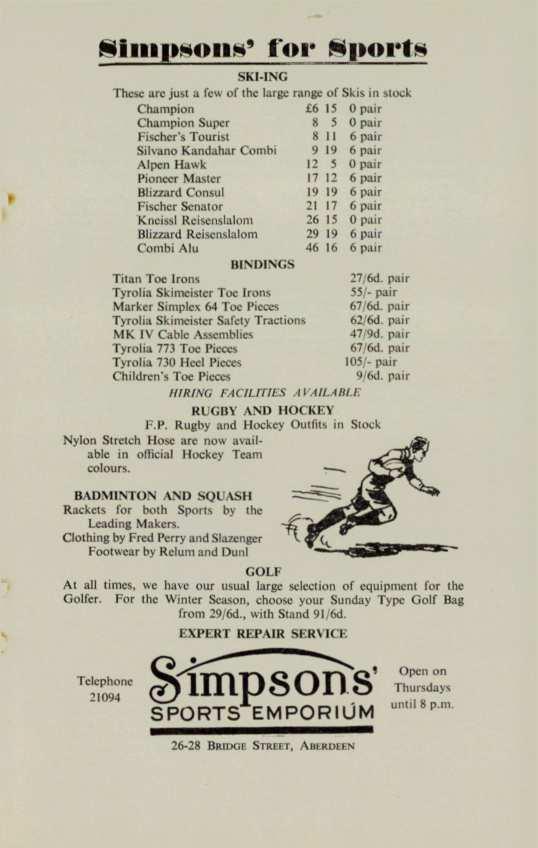 Simpsons' for Sports
SKI-ING
These are just a few of the large range of Skis in stock
Champion £6 15 0 pair
Champion Super 8 5 0 pair
Fischer's Tourist 8 11 6 pair
Silvano Kandahar Combi 9 19 6 pair
Alpen Hawk 12 5 0 pair
Pioneer Master 17 12 6 pair
Blizzard Consul 19 19 6 pair
Fischer Senator 21 17 6 pair
Kneissl Reisenslalom 26 15 0 pair
Blizzard Reisenslalom 29 19 6 pair
Combi Alu 46 16 6 pair
BINDINGS
Titan Toe Irons 27/6d. pair
Tyrolia Skimeister Toe Irons 55/- pair
Marker Simplex 64 Toe Pieces 67/6d. pair
Tyrolia Skimeister Safety Tractions 62/6d. pair
MK IV Cable Assemblies 47/9d. pair
Tyrolia 773 Toe Pieces 67/6d. pair
Tyrolia 730 Heel Pieces 105/- pair
Children's Toe Pieces 9/6d. pair
HIRING FACILITIES AVAILABLE
RUGBY AND HOCKEY
F.P. Rugby and Hockey Outfits in Stock
Nylon Stretch Hose are now avail-
able in official Hockey Team
colours.
BADMINTON AND SQUASH
Rackets for both Sports by the
Leading Makers.
Clothing by Fred Perry and Slazenger
Footwear by Relum and Dunl
GOLF
At all times, we have our usual large selection of equipment for the
Golfer. For the Winter Season, choose your Sunday Type Golf Bag
from 29/6d., with Stand 91/6d.
EXPERT REPAIR SERVICE
Telephone
21094
Simpsons'
SPORTS EMPORIUM
Open on
Thursdays
until 8 p.m.
26-28 BRIDGE STREET, ABERDEEN